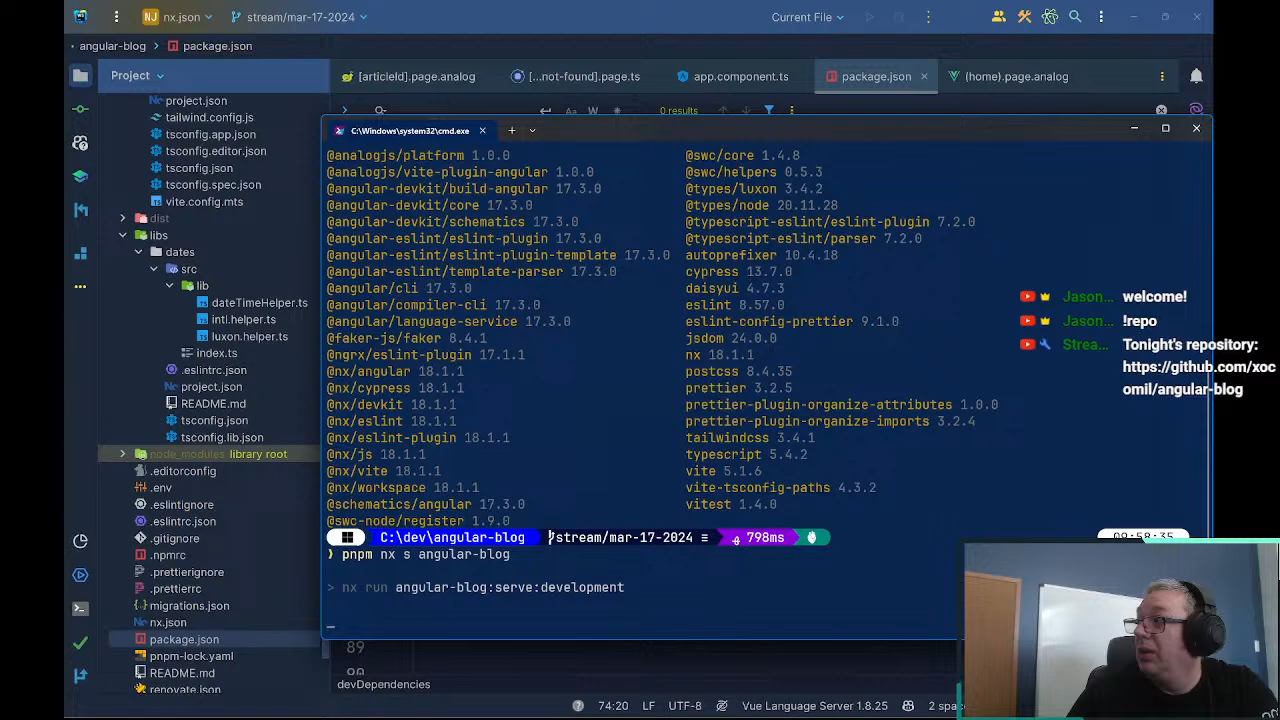 NJ nx.json
stream/mar-17-2024
Current File
angular-blog
package.json
Project
[articleId].page.analog
[...not-found].page.ts
app.component.ts
package.json
(home).page.analog
0 results
project.json
tailwind.config.js
tsconfig.app.json
tsconfig.editor.json
tsconfig.json
tsconfig.spec.json
vite.config.mts
dist
libs
dates
src
lib
dateTimeHelper.ts
intl.helper.ts
luxon.helper.ts
index.ts
.eslintrc.json
project.json
README.md
tsconfig.json
tsconfig.lib.json
node_modules library root
.editorconfig
.env
.eslintignore
.eslintrc.json
.gitignore
.npmrc
.prettierignore
.prettierrc
migrations.json
nx.json
package.json
pnpm-lock.yaml
README.md
renovate.json
C:\Windows\system32\cmd.exe
@analogjs/platform 1.0.0
@analogjs/vite-plugin-angular 1.0.0
@angular-devkit/build-angular 17.3.0
@angular-devkit/core 17.3.0
@angular-devkit/schematics 17.3.0
@angular-eslint/eslint-plugin 17.3.0
@angular-eslint/eslint-plugin-template 17.3.0
@angular-eslint/template-parser 17.3.0
@angular/cli 17.3.0
@angular/compiler-cli 17.3.0
@angular/language-service 17.3.0
@faker-js/faker 8.4.1
@ngrx/eslint-plugin 17.1.1
@nx/angular 18.1.1
@nx/cypress 18.1.1
@nx/devkit 18.1.1
@nx/eslint 18.1.1
@nx/eslint-plugin 18.1.1
@nx/js 18.1.1
@nx/vite 18.1.1
@nx/workspace 18.1.1
@schematics/angular 17.3.0
@swc-node/register 1.9.0
@swc/core 1.4.8
@swc/helpers 0.5.3
@types/luxon 3.4.2
@types/node 20.11.28
@typescript-eslint/eslint-plugin 7.2.0
@typescript-eslint/parser 7.2.0
autoprefixer 10.4.18
cypress 13.7.0
daisyui 4.7.3
eslint 8.57.0
eslint-config-prettier 9.1.0
jsdom 24.0.0
nx 18.1.1
postcss 8.4.35
prettier 3.2.5
prettier-plugin-organize-attributes 1.0.0
prettier-plugin-organize-imports 3.2.4
tailwindcss 3.4.1
typescript 5.4.2
vite 5.1.6
vite-tsconfig-paths 4.3.2
vitest 1.4.0
C:\dev\angular-blog stream/mar-17-2024 ≡ 798ms
09:58:35
❯ pnpm nx s angular-blog
> nx run angular-blog:serve:development
Jason... welcome!
Jason... !repo
Strea... Tonight's repository:
https://github.com/xoc
omil/angular-blog
89
devDependencies
74:20 LF UTF-8 Vue Language Server 1.8.25 2 spac